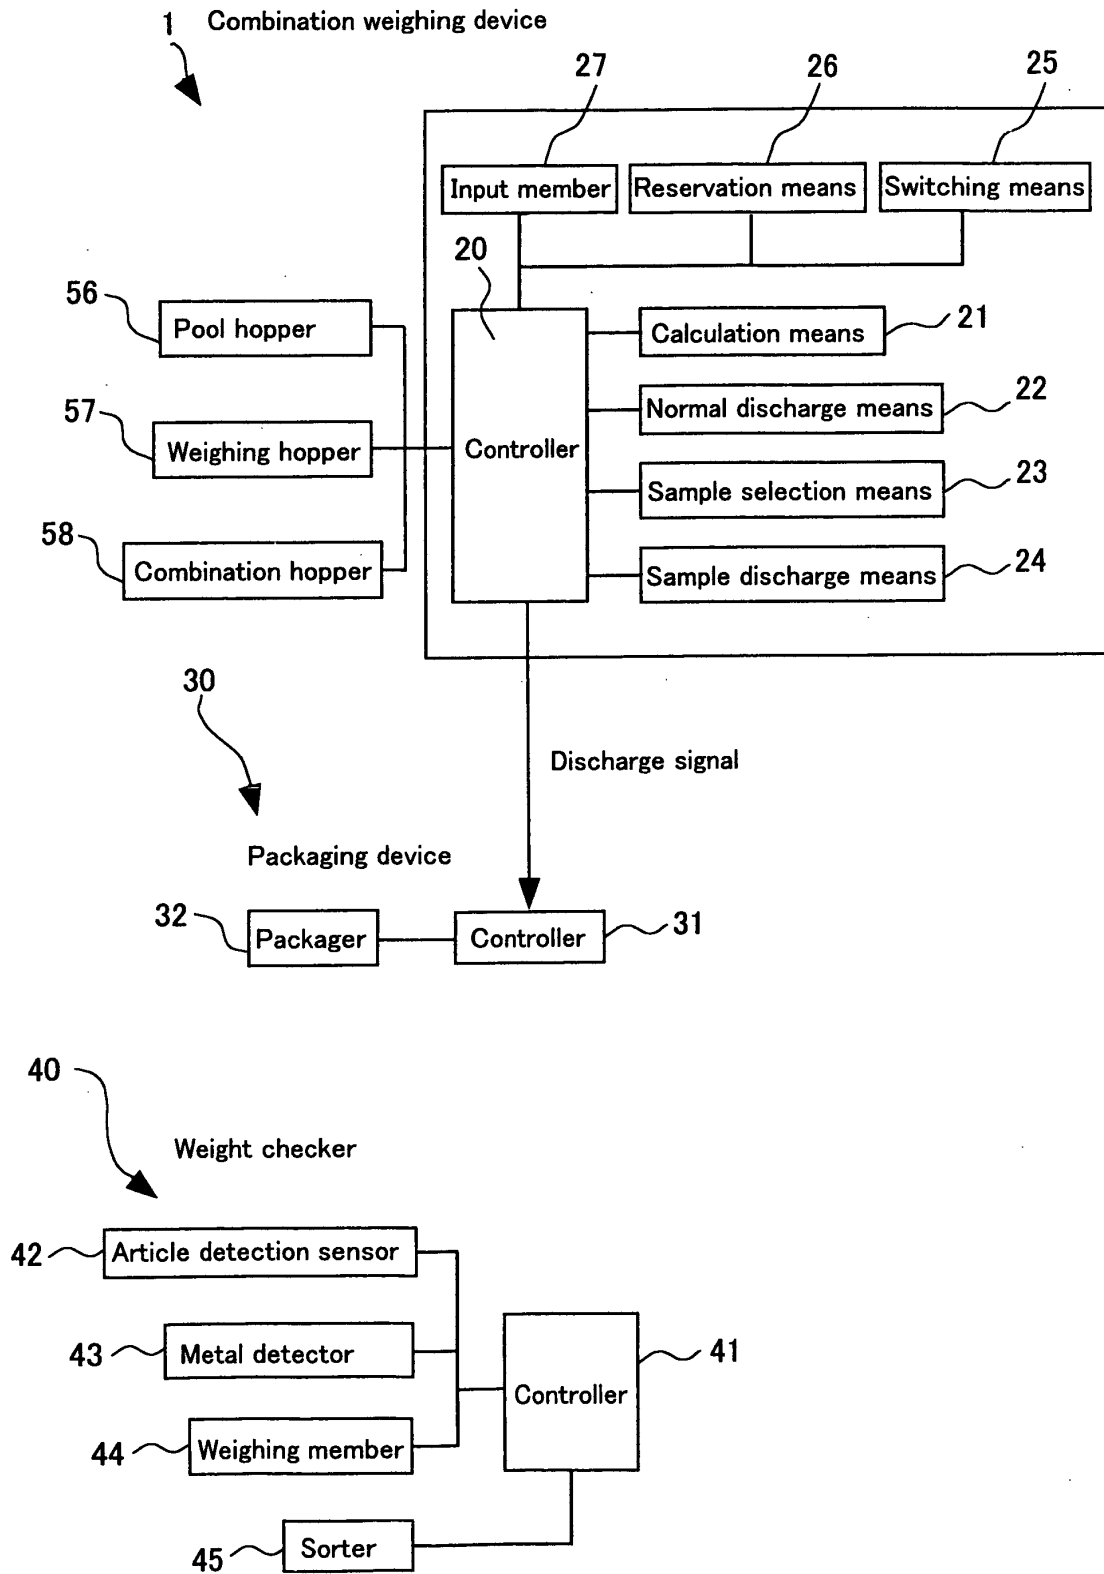 1 Combination weighing device
27 26 25
Input member Reservation means Switching means
20
56 Pool hopper
Calculation means 21
57 Weighing hopper
Controller
Normal discharge means 22
Sample selection means 23
58 Combination hopper
Sample discharge means 24
30
Discharge signal
Packaging device
32 Packager Controller 31
40
Weight checker
42 Article detection sensor
43 Metal detector
Controller 41
44 Weighing member
45 Sorter